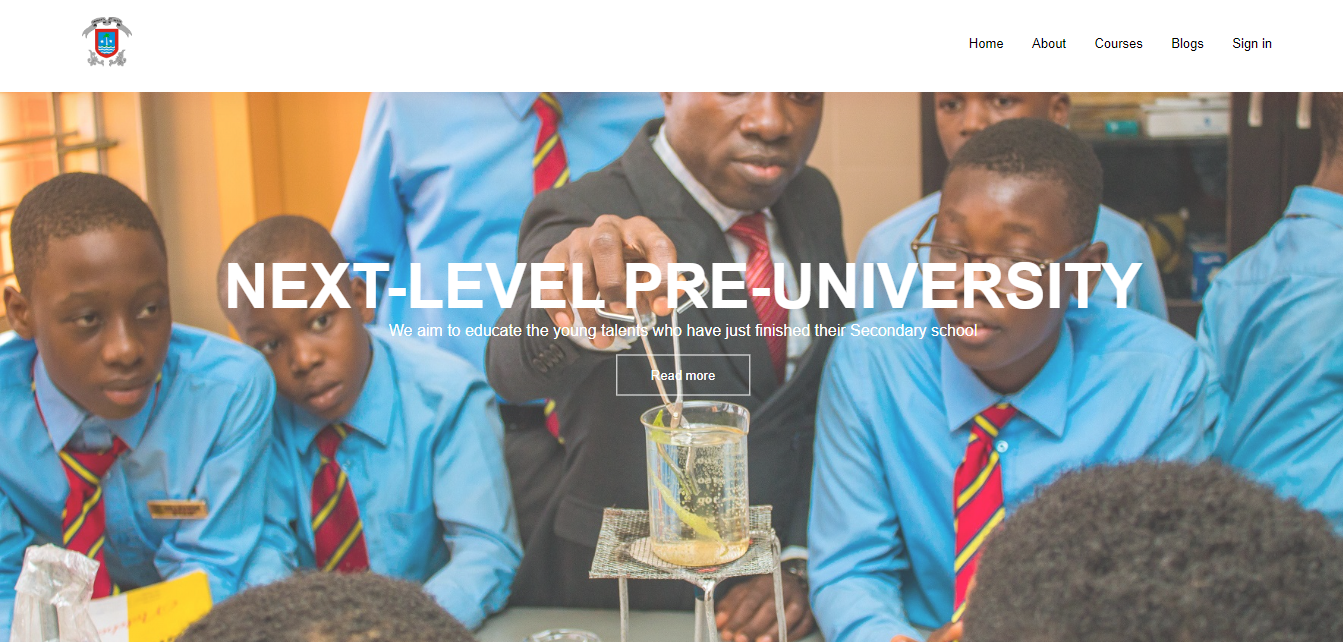 Home About Courses Blogs Sign in
NEXT-LEVEL PRE-UNIVERSITY
We aim to educate the young talents who have just finished their Secondary school
Read more